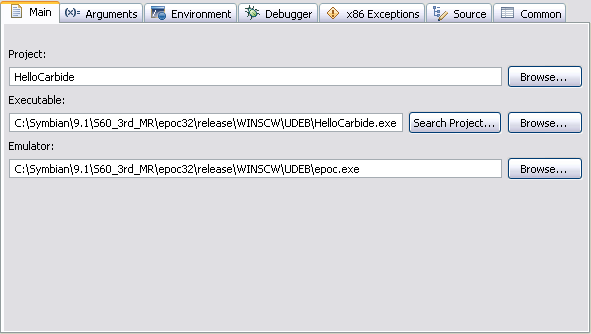 Main (x)= Arguments Environment Debugger x86 Exceptions Source Common
Project:
HelloCarbide Browse...
Executable:
C:\Symbian\9.1\S60_3rd_MR\epoc32\release\WINSCW\UDEB\HelloCarbide.exe Search Project... Browse...
Emulator:
C:\Symbian\9.1\S60_3rd_MR\epoc32\release\WINSCW\UDEB\epoc.exe Browse...